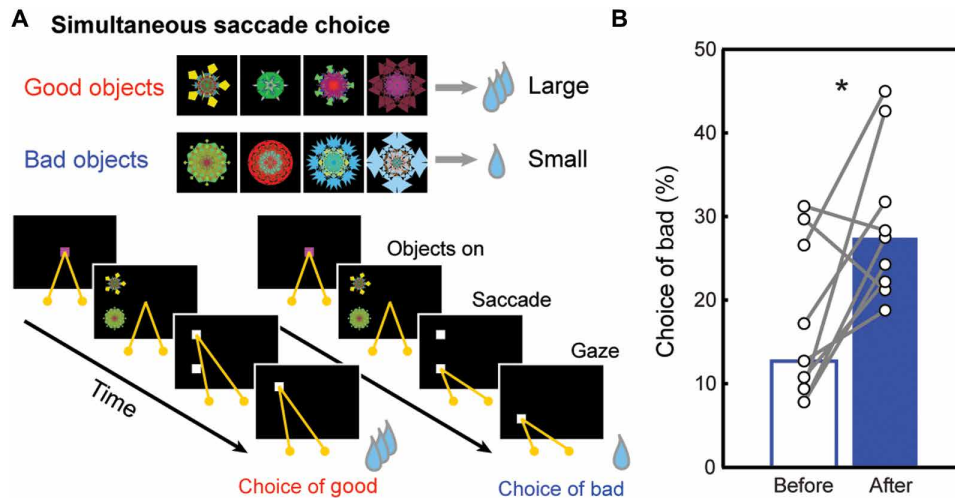 A
Simultaneous saccade choice
Good objects
Large
Bad objects
Small
Objects on
Saccade
Gaze
Time
Choice of good
Choice of bad
B
Choice of bad (%)
50
40
30
20
10
0
*
Before
After